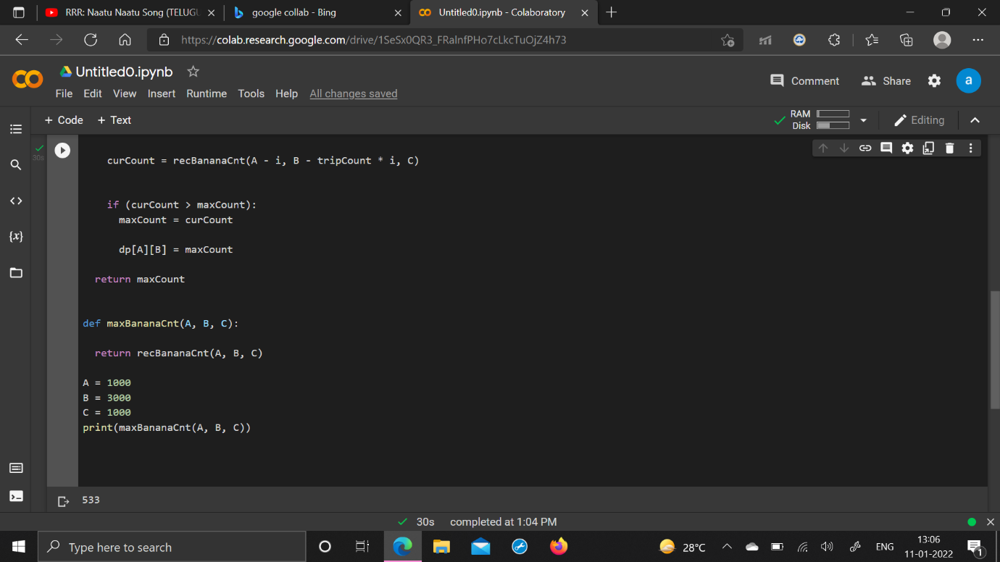 RRR: Naatu Naatu Song (TELUGU
google collab - Bing
Untitled0.ipynb - Colaboratory
https://colab.research.google.com/drive/1SeSx0QR3_FRaInfPHo7cLkcTuOjZ4h73
Untitled0.ipynb
Comment
Share
a
File Edit View Insert Runtime Tools Help All changes saved
+ Code + Text
RAM
Disk
Editing
30s
curCount = recBananaCnt(A - i, B - tripCount * i, C)
if (curCount > maxCount):
maxCount = curCount
dp[A][B] = maxCount
return maxCount
def maxBananaCnt(A, B, C):
return recBananaCnt(A, B, C)
A = 1000
B = 3000
C = 1000
print(maxBananaCnt(A, B, C))
533
30s completed at 1:04 PM
Type here to search
28°C
ENG
13:06
11-01-2022
1